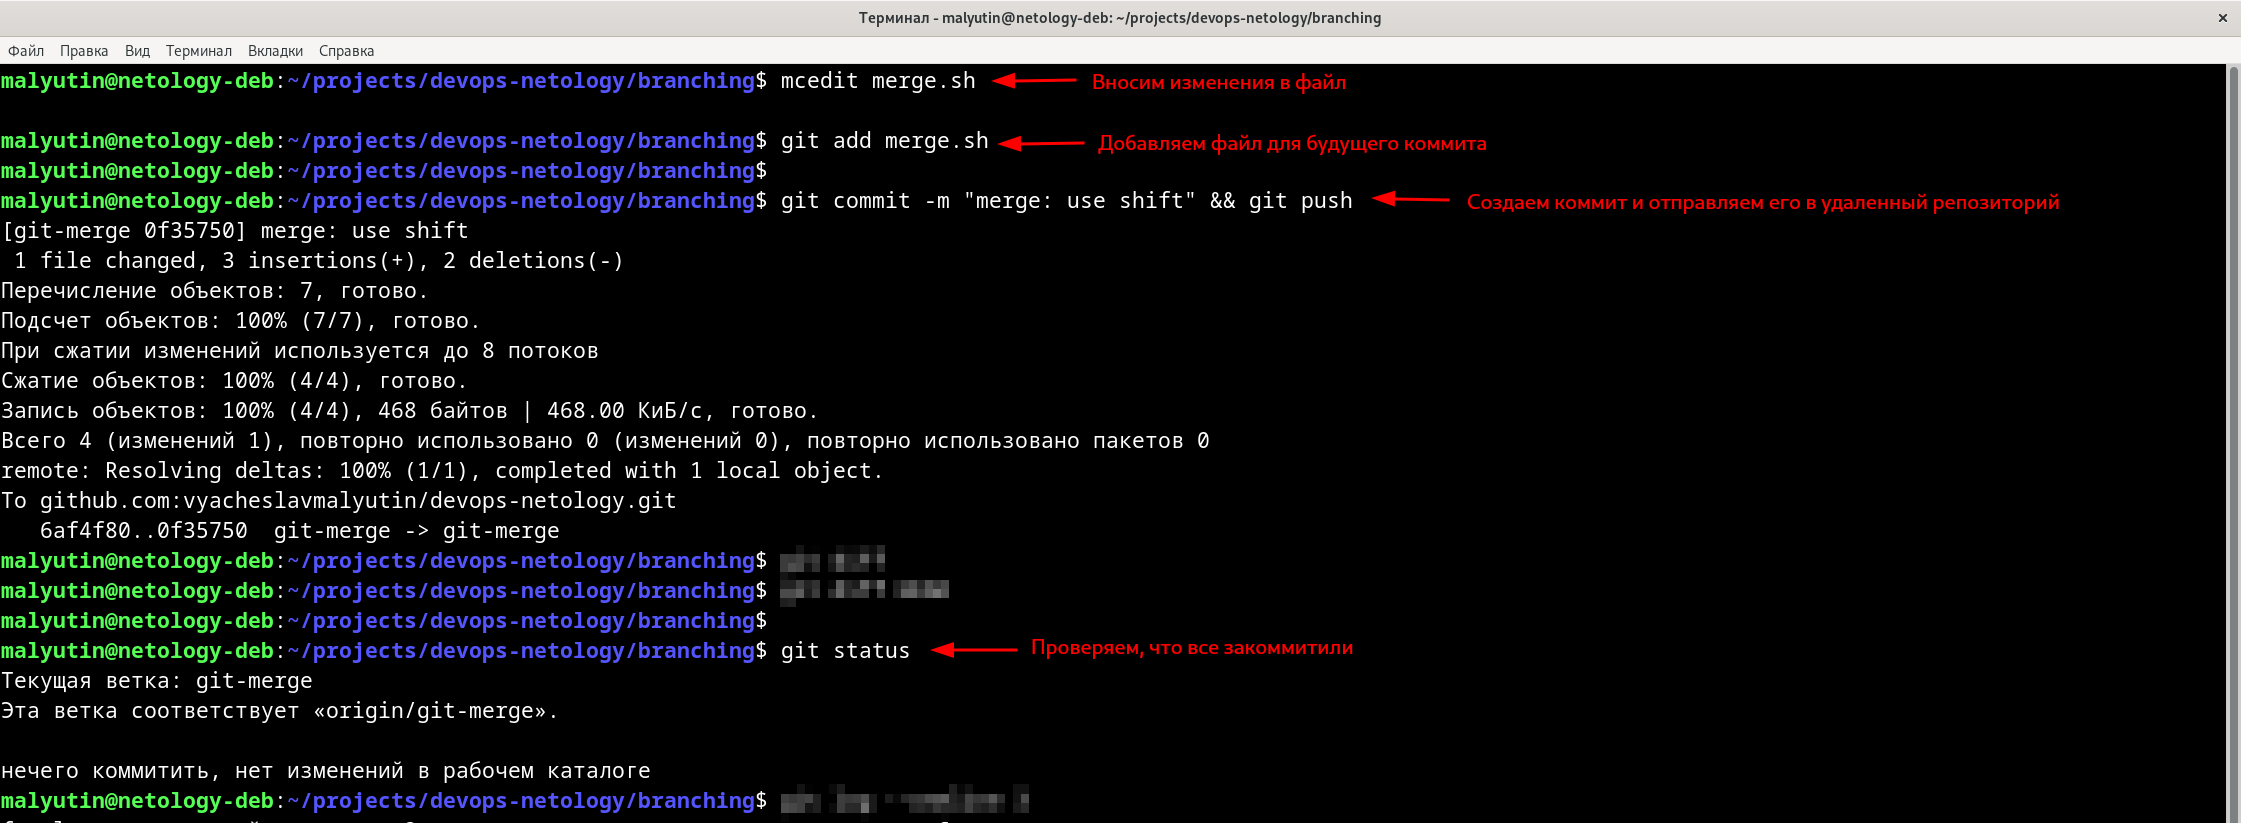 Терминал - malyutin@netology-deb: ~/projects/devops-netology/branching
Файл Правка Вид Терминал Вкладки Справка
malyutin@netology-deb:~/projects/devops-netology/branching$ mcedit merge.sh Вносим изменения в файл
malyutin@netology-deb:~/projects/devops-netology/branching$ git add merge.sh Добавляем файл для будущего коммита
malyutin@netology-deb:~/projects/devops-netology/branching$
malyutin@netology-deb:~/projects/devops-netology/branching$ git commit -m "merge: use shift" && git push Создаем коммит и отправляем его в удаленный репозиторий
[git-merge 0f35750] merge: use shift
1 file changed, 3 insertions(+), 2 deletions(-)
Перечисление объектов: 7, готово.
Подсчет объектов: 100% (7/7), готово.
При сжатии изменений используется до 8 потоков
Сжатие объектов: 100% (4/4), готово.
Запись объектов: 100% (4/4), 468 байтов | 468.00 КиБ/с, готово.
Всего 4 (изменений 1), повторно использовано 0 (изменений 0), повторно использовано пакетов 0
remote: Resolving deltas: 100% (1/1), completed with 1 local object.
To github.com:vyacheslavmalyutin/devops-netology.git
6af4f80..0f35750  git-merge -> git-merge
malyutin@netology-deb:~/projects/devops-netology/branching$
malyutin@netology-deb:~/projects/devops-netology/branching$
malyutin@netology-deb:~/projects/devops-netology/branching$
malyutin@netology-deb:~/projects/devops-netology/branching$ git status Проверяем, что все закоммитили
Текущая ветка: git-merge
Эта ветка соответствует «origin/git-merge».
нечего коммитить, нет изменений в рабочем каталоге
malyutin@netology-deb:~/projects/devops-netology/branching$